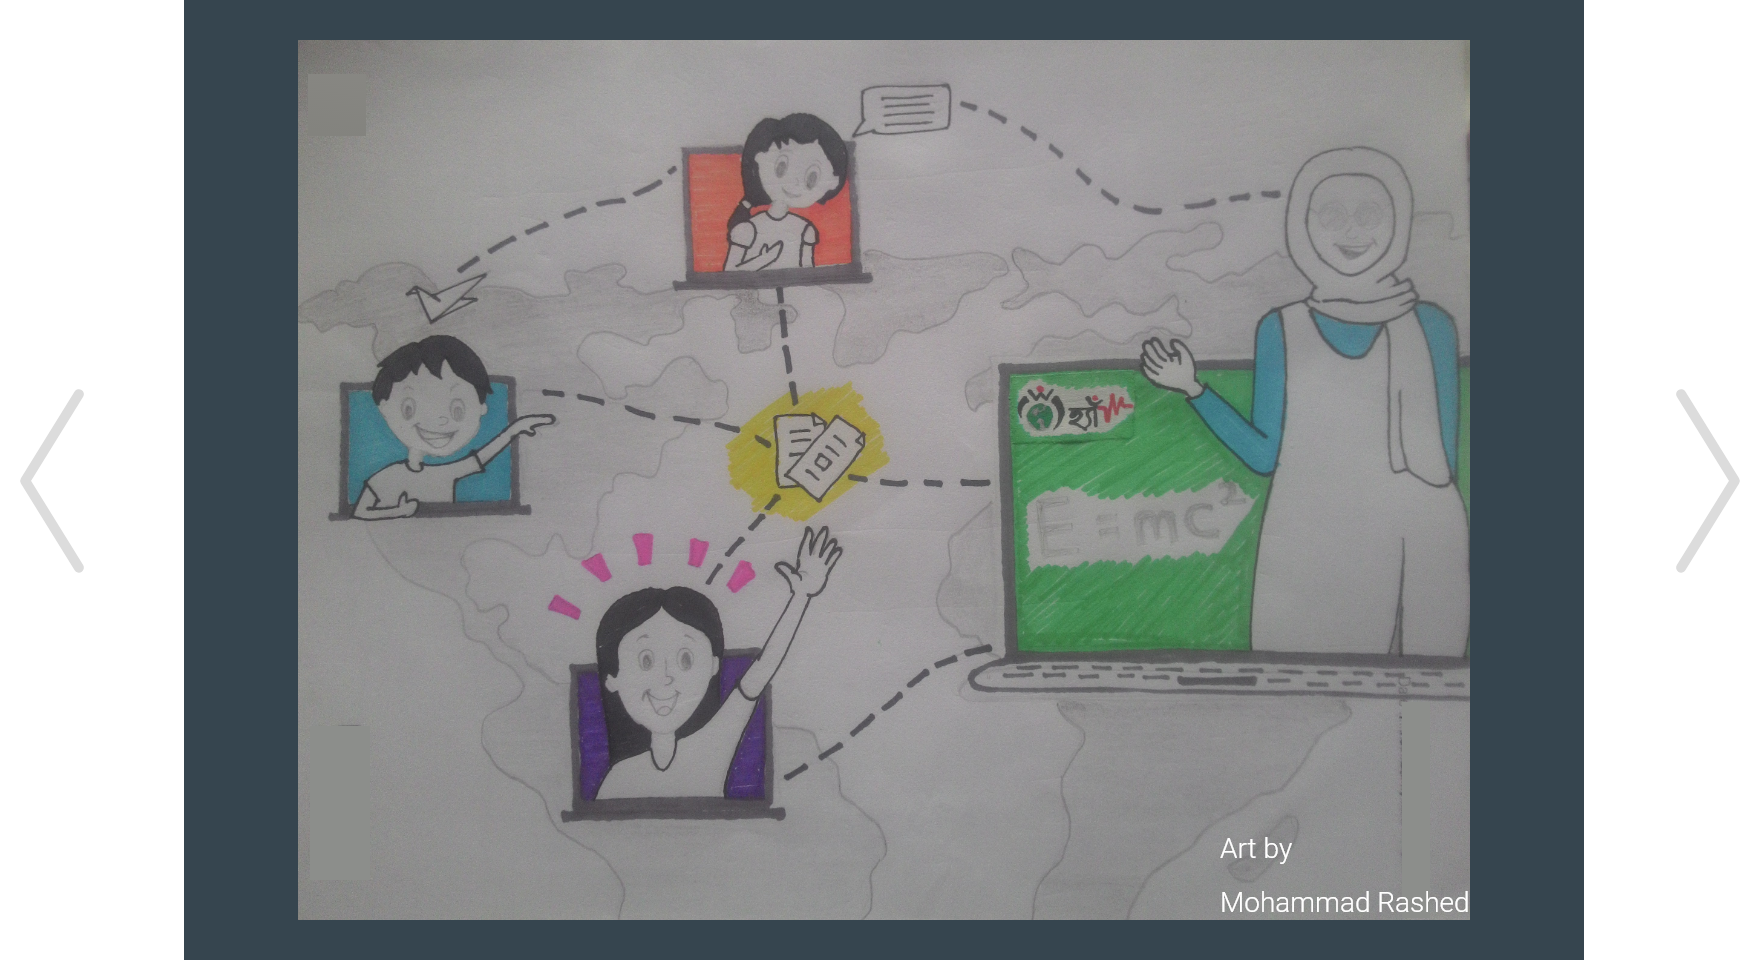 হ্যাঁ
E = mc²
Art by
Mohammad Rashed